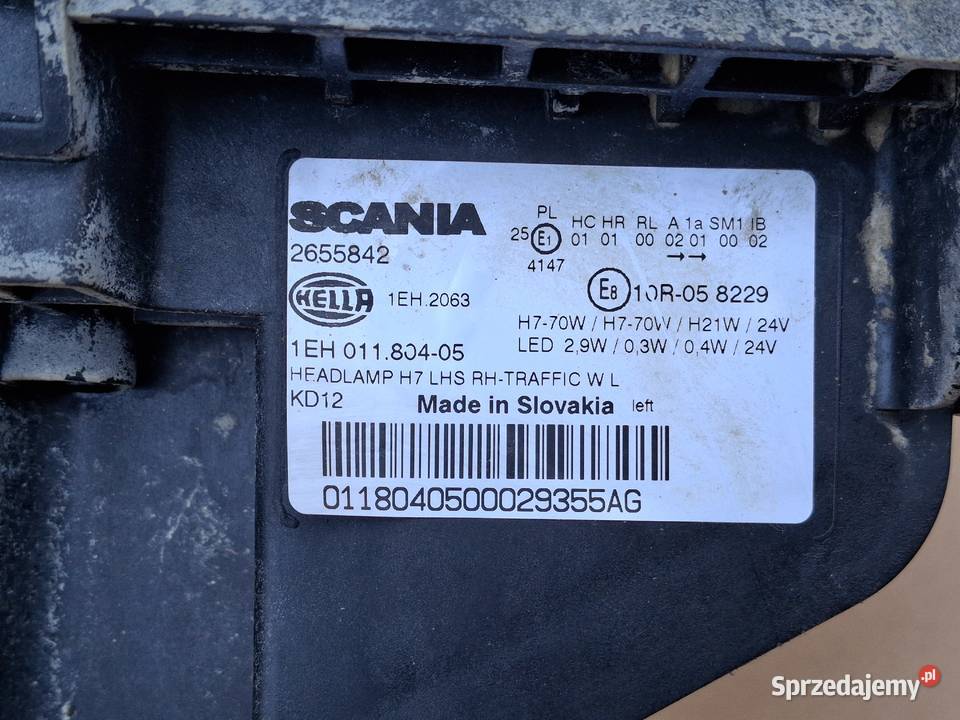 SCANIA
2655842
HELLA 1EH.2063
PL HC HR RL A 1a SM1 IB
25 E1 01 01 00 02 01 00 02
4147 →→
E8 10R-05 8229
H7-70W / H7-70W / H21W / 24V
LED 2,9W / 0,3W / 0,4W / 24V
1EH 011.804-05
HEADLAMP H7 LHS RH-TRAFFIC W L
KD12 Made in Slovakia left
0118040500029355AG
Sprzedajemy.pl